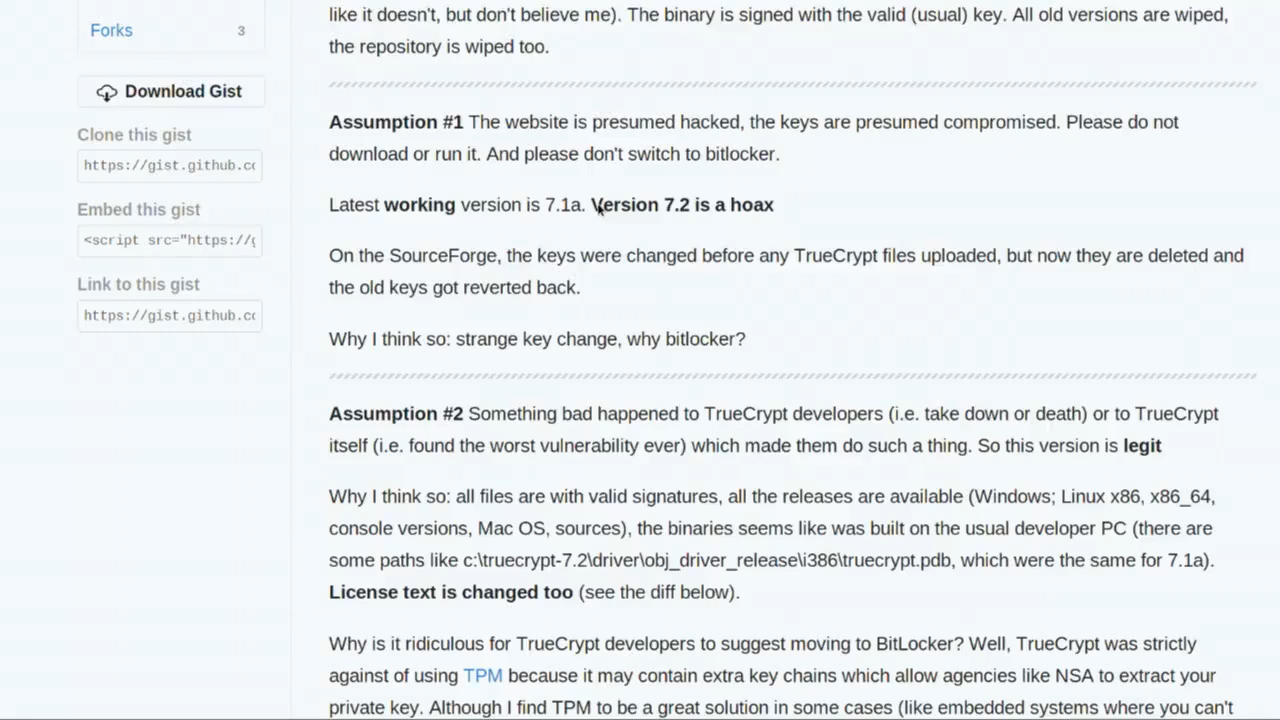 Forks 3
Download Gist
Clone this gist
https://gist.github.cc
Embed this gist
<script src="https://g
Link to this gist
https://gist.github.cc
like it doesn't, but don't believe me). The binary is signed with the valid (usual) key. All old versions are wiped,
the repository is wiped too.
Assumption #1 The website is presumed hacked, the keys are presumed compromised. Please do not
download or run it. And please don't switch to bitlocker.
Latest working version is 7.1a. Version 7.2 is a hoax
On the SourceForge, the keys were changed before any TrueCrypt files uploaded, but now they are deleted and
the old keys got reverted back.
Why I think so: strange key change, why bitlocker?
Assumption #2 Something bad happened to TrueCrypt developers (i.e. take down or death) or to TrueCrypt
itself (i.e. found the worst vulnerability ever) which made them do such a thing. So this version is legit
Why I think so: all files are with valid signatures, all the releases are available (Windows; Linux x86, x86_64,
console versions, Mac OS, sources), the binaries seems like was built on the usual developer PC (there are
some paths like c:\truecrypt-7.2\driver\obj_driver_release\i386\truecrypt.pdb, which were the same for 7.1a).
License text is changed too (see the diff below).
Why is it ridiculous for TrueCrypt developers to suggest moving to BitLocker? Well, TrueCrypt was strictly
against of using TPM because it may contain extra key chains which allow agencies like NSA to extract your
private key. Although I find TPM to be a great solution in some cases (like embedded systems where you can't